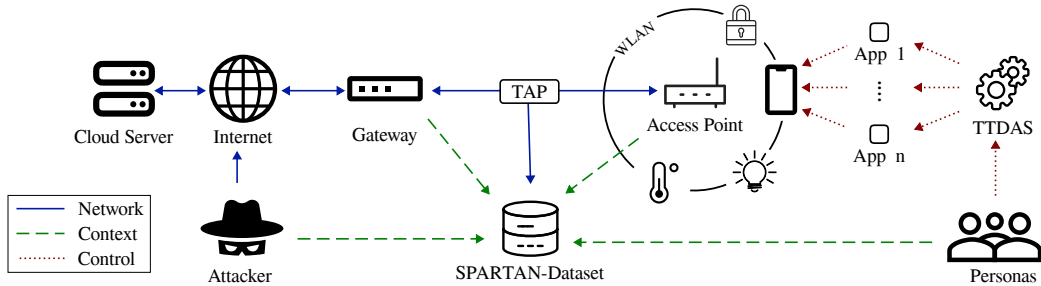 WLAN
App 1
TAP
Cloud Server
Internet
Gateway
Access Point
App n
TTDAS
Network
Context
Control
Attacker
SPARTAN-Dataset
Personas